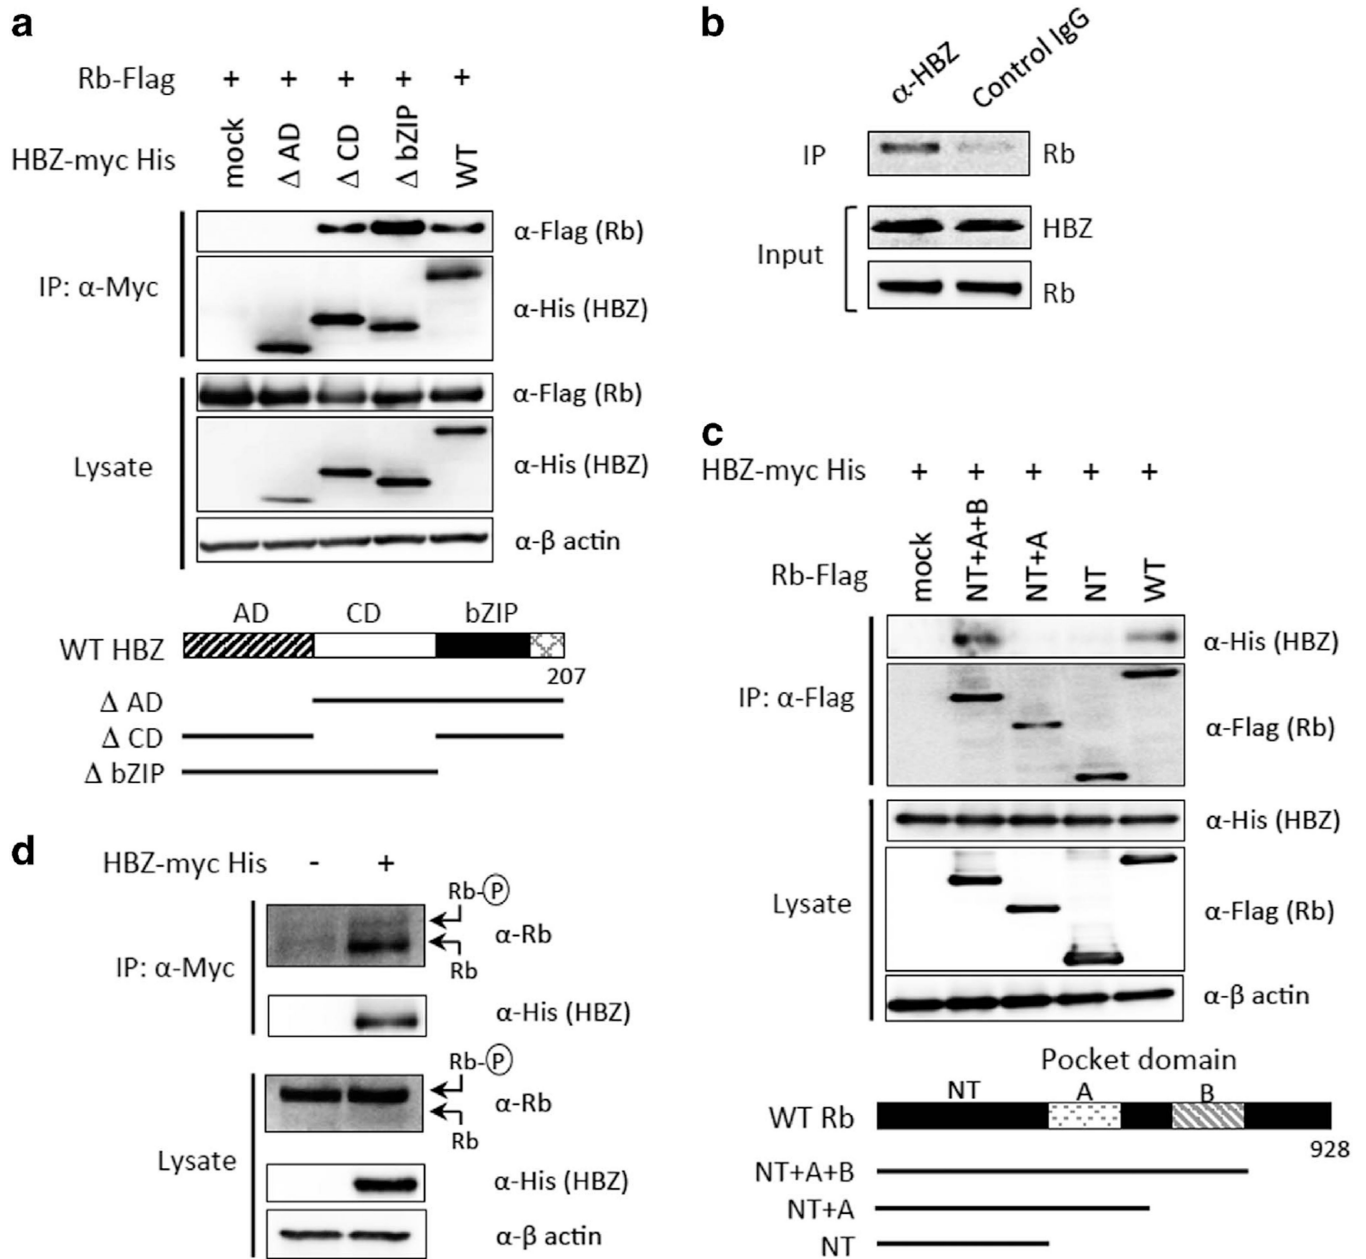 a
Rb-Flag + + + + +
HBZ-myc His mock Δ AD Δ CD Δ bZIP WT
IP: α-Myc
α-Flag (Rb)
α-His (HBZ)
Lysate
α-Flag (Rb)
α-His (HBZ)
α-β actin
AD CD bZIP
WT HBZ
207
Δ AD
Δ CD
Δ bZIP
b
α-HBZ Control IgG
IP Rb
Input
HBZ
Rb
c
HBZ-myc His + + + + +
Rb-Flag mock NT+A+B NT+A NT WT
IP: α-Flag
α-His (HBZ)
α-Flag (Rb)
Lysate
α-His (HBZ)
α-Flag (Rb)
α-β actin
Pocket domain
NT A B
WT Rb
928
NT+A+B
NT+A
NT
d
HBZ-myc His - +
IP: α-Myc
Rb-Ⓟ
α-Rb
Rb
α-His (HBZ)
Lysate
Rb-Ⓟ
α-Rb
Rb
α-His (HBZ)
α-β actin